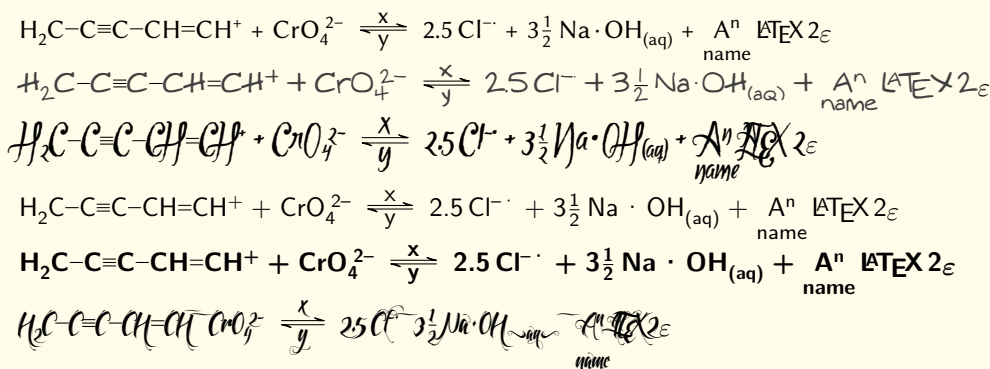 H₂C−C≡C−CH=CH⁺ + CrO₄²⁻ ⇌ x y 2.5 Cl⁻˙ + 3½ Na·OH(aq) + Aⁿ name LATEX 2ε
H₂C−C≡C−CH=CH⁺ + CrO₄²⁻ ⇌ x y 2.5 Cl⁻˙ + 3½ Na·OH(aq) + Aⁿ name LATEX 2ε
H₂C−C≡C−CH=CH⁺ + CrO₄²⁻ ⇌ x y 2.5 Cl⁻˙ + 3½ Na·OH(aq) + Aⁿ name LATEX 2ε
H₂C−C≡C−CH=CH⁺ + CrO₄²⁻ ⇌ x y 2.5 Cl⁻˙ + 3½ Na · OH(aq) + Aⁿ name LATEX 2ε
H₂C−C≡C−CH=CH⁺ + CrO₄²⁻ ⇌ x y 2.5 Cl⁻˙ + 3½ Na · OH(aq) + Aⁿ name LATEX 2ε
H₂C−C≡C−CH=CH CrO₄²⁻ ⇌ x y 2.5 Cl⁻˙ 3½ Na·OH aq Aⁿ name LATEX 2ε